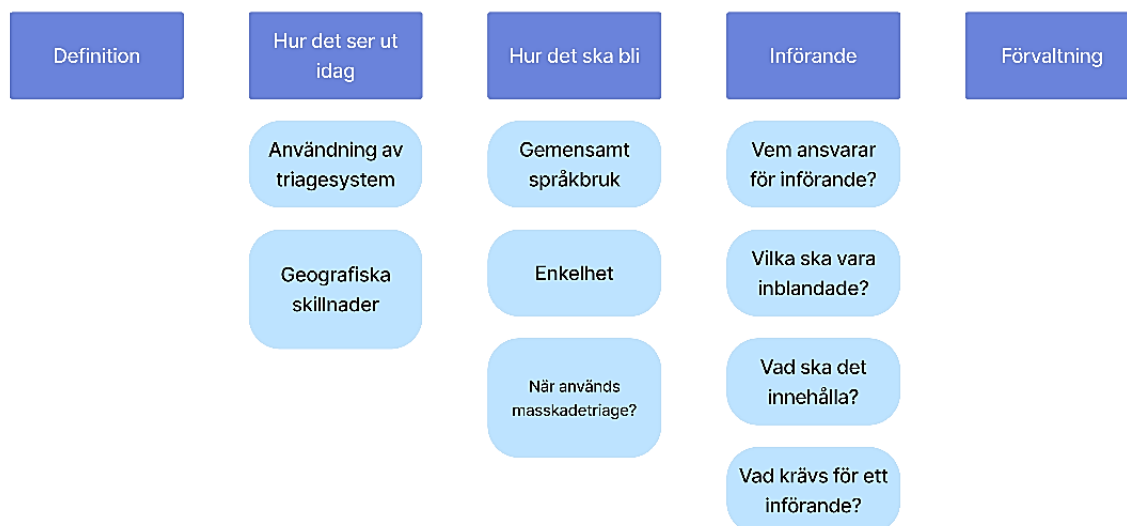 Definition
Hur det ser ut
idag
Hur det ska bli
Införande
Förvaltning
Användning av
triagesystem
Geografiska
skillnader
Gemensamt
språkbruk
Enkelhet
När används
masskadetriage?
Vem ansvarar
för införande?
Vilka ska vara
inblandade?
Vad ska det
innehålla?
Vad krävs för ett
införande?